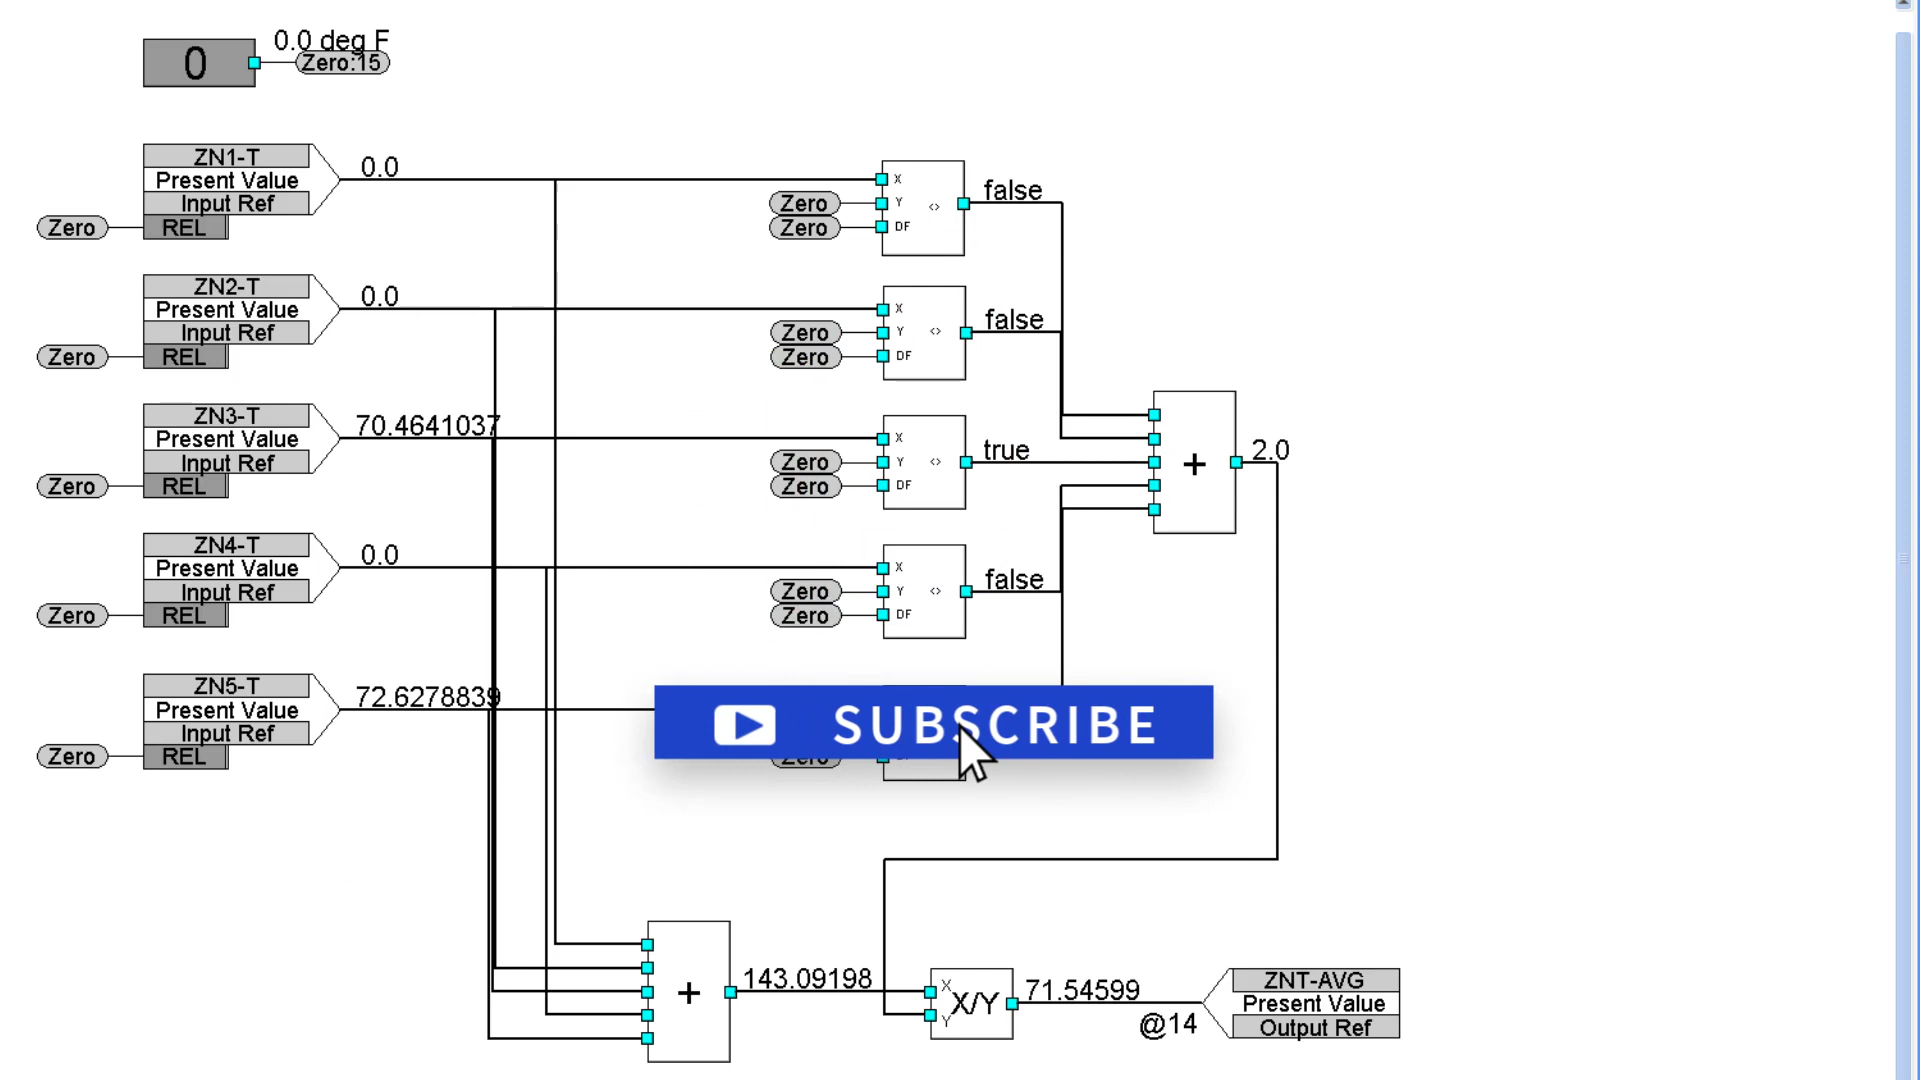 0
0.0 deg F
Zero:15
ZN1-T
Present Value
Input Ref
REL
Zero
0.0
X
Zero
Y
<>
Zero
DF
false
ZN2-T
Present Value
Input Ref
REL
Zero
0.0
X
Zero
Y
<>
Zero
DF
false
ZN3-T
Present Value
Input Ref
REL
Zero
70.4641037
X
Zero
Y
<>
Zero
DF
true
+
2.0
ZN4-T
Present Value
Input Ref
REL
Zero
0.0
X
Zero
Y
<>
Zero
DF
false
ZN5-T
Present Value
Input Ref
REL
Zero
72.6278839
SUBSCRIBE
Zero
+
143.09198
X
X/Y
Y
71.54599
@14
ZNT-AVG
Present Value
Output Ref